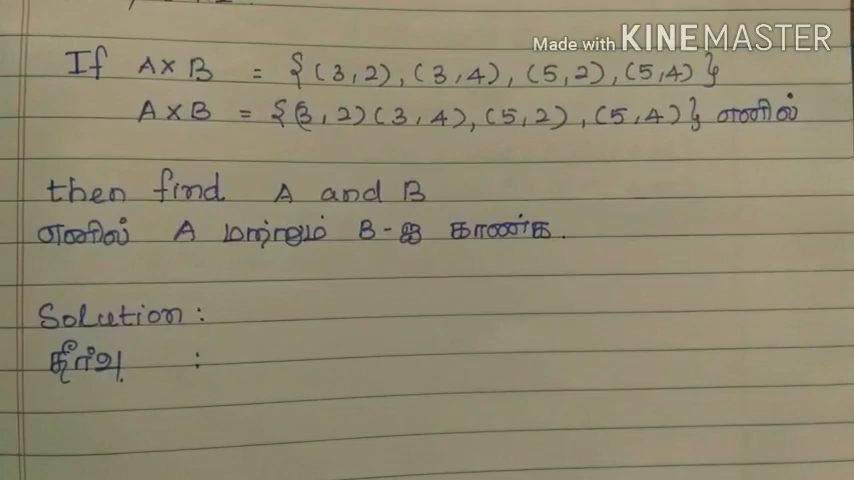 Made with KINEMASTER
If A×B = {(3,2),(3,4),(5,2),(5,4)}
A×B = {(3,2)(3,4),(5,2),(5,4)} எனில்
then find A and B
எனில் A மற்றும் B-ஐ காண்க.
Solution:
தீர்வு :